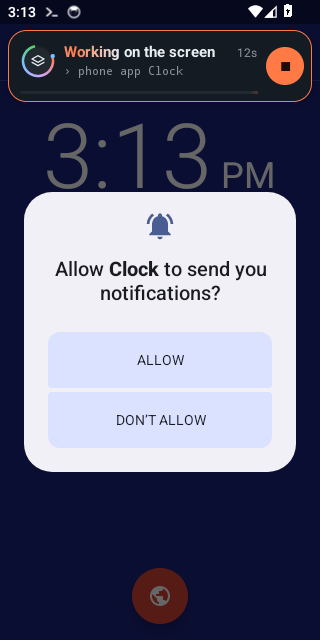 3:13
Working on the screen
12s
› phone app Clock
3:13 PM
Allow Clock to send you
notifications?
ALLOW
DON'T ALLOW